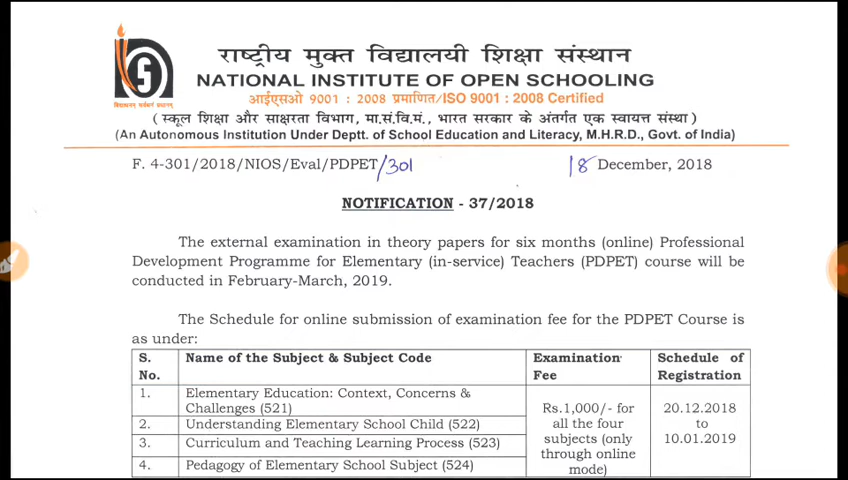 राष्ट्रीय मुक्त विद्यालयी शिक्षा संस्थान
NATIONAL INSTITUTE OF OPEN SCHOOLING
आईएसओ 9001 : 2008 प्रमाणित/ISO 9001 : 2008 Certified
(स्कूल शिक्षा और साक्षरता विभाग, मा.सं.वि.मं., भारत सरकार के अंतर्गत एक स्वायत्त संस्था)
(An Autonomous Institution Under Deptt. of School Education and Literacy, M.H.R.D., Govt. of India)
F. 4-301/2018/NIOS/Eval/PDPET/301 18 December, 2018
NOTIFICATION - 37/2018
The external examination in theory papers for six months (online) Professional
Development Programme for Elementary (in-service) Teachers (PDPET) course will be
conducted in February-March, 2019.
The Schedule for online submission of examination fee for the PDPET Course is
as under:
S. No. Name of the Subject & Subject Code Examination Fee Schedule of Registration
1. Elementary Education: Context, Concerns &
Challenges (521)
2. Understanding Elementary School Child (522)
3. Curriculum and Teaching Learning Process (523)
4. Pedagogy of Elementary School Subject (524)
Rs.1,000/- for
all the four
subjects (only
through online
mode)
20.12.2018
to
10.01.2019